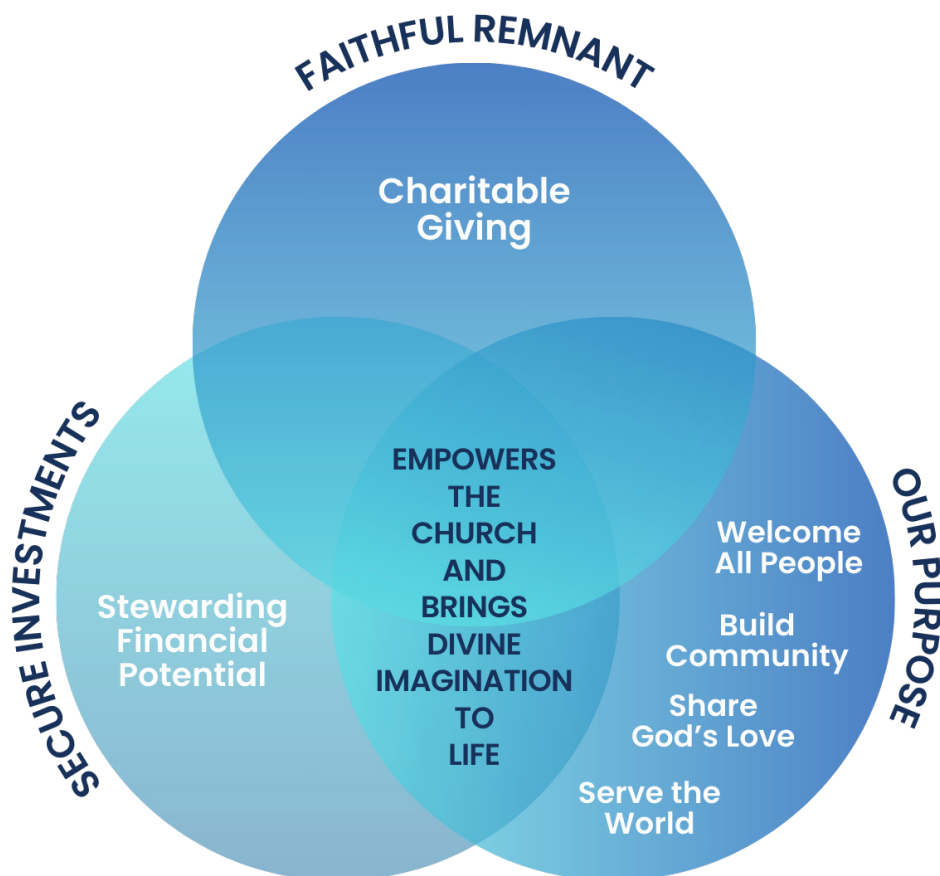 FAITHFUL REMNANT
Charitable
Giving
SECURE INVESTMENTS
Stewarding
Financial
Potential
EMPOWERS
THE
CHURCH
AND
BRINGS
DIVINE
IMAGINATION
TO
LIFE
OUR PURPOSE
Welcome
All People
Build
Community
Share
God’s Love
Serve the
World